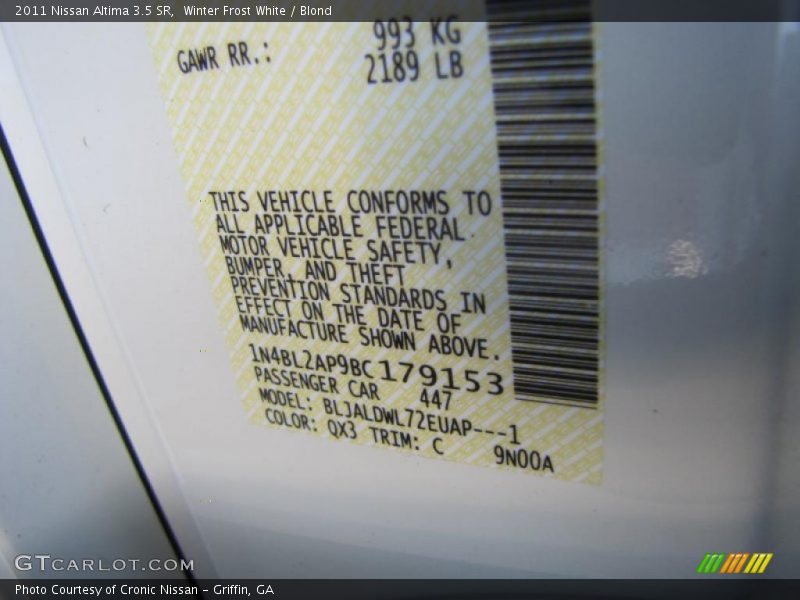 2011 Nissan Altima 3.5 SR, Winter Frost White / Blond
993 KG
GAWR RR.: 2189 LB
THIS VEHICLE CONFORMS TO
ALL APPLICABLE FEDERAL
MOTOR VEHICLE SAFETY,
BUMPER, AND THEFT
PREVENTION STANDARDS IN
EFFECT ON THE DATE OF
MANUFACTURE SHOWN ABOVE.
1N4BL2AP9BC179153
PASSENGER CAR 447
MODEL: BLJALDWL72EUAP---1
COLOR: QX3 TRIM: C 9N00A
GTCARLOT.COM
Photo Courtesy of Cronic Nissan - Griffin, GA